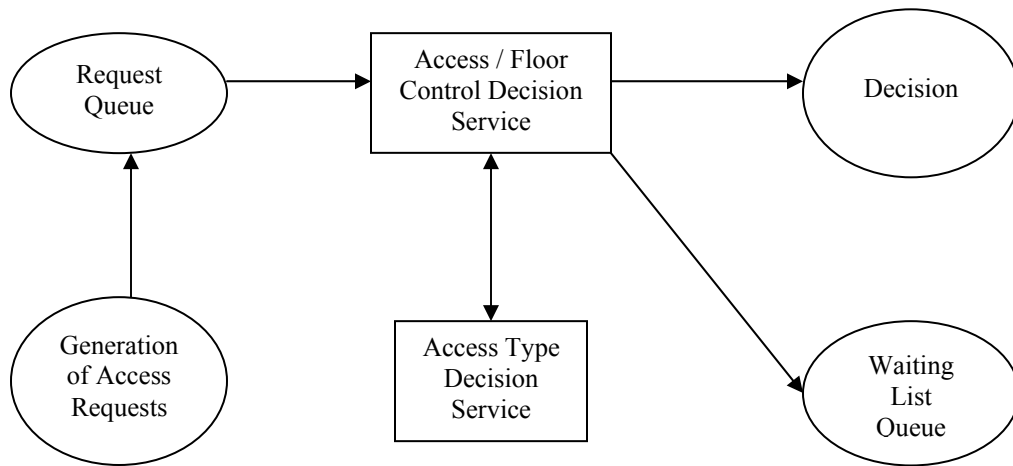 Request
Queue
Access / Floor
Control Decision
Service
Decision
Generation
of Access
Requests
Access Type
Decision
Service
Waiting
List
Queue